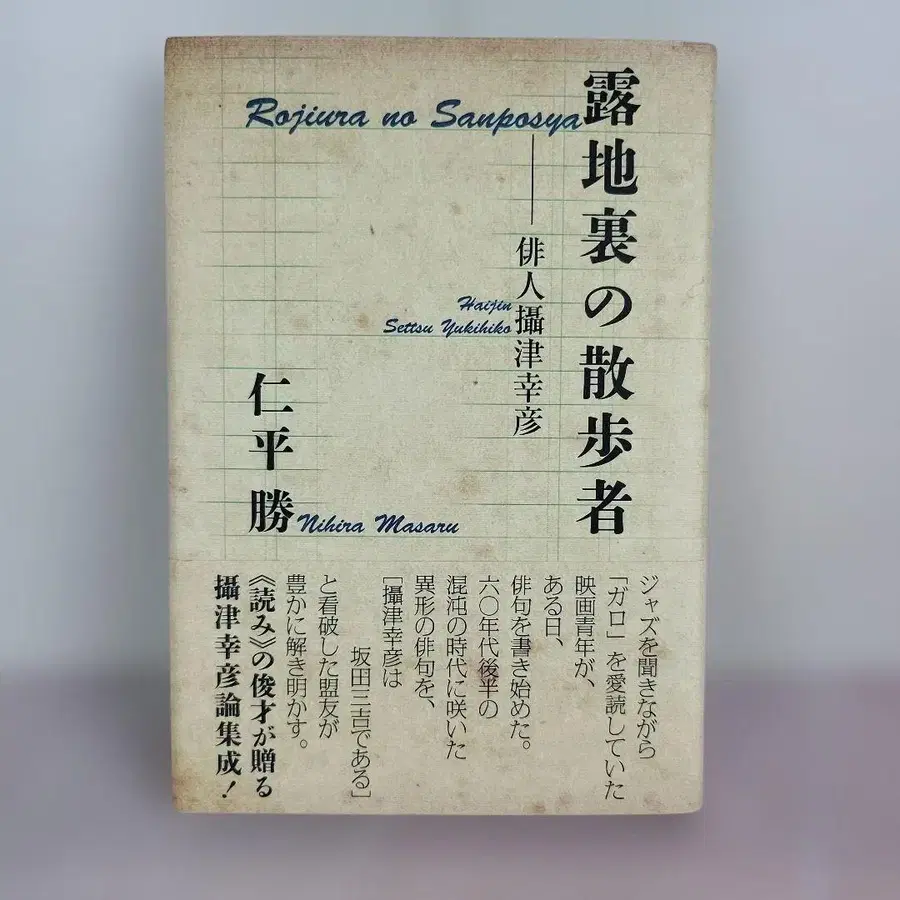 露地裏の散歩者
Rojiura no Sanposya
――俳人攝津幸彦
Haijin
Settsu Yukihiko
仁平勝
Nihira Masaru
ジャズを聞きながら
「ガロ」を愛読していた
映画青年が、
ある日、
俳句を書き始めた。
六〇年代後半の
混沌の時代に咲いた
異形の俳句を、
[攝津幸彦は
坂田三吉である]
と看破した盟友が
豊かに解き明かす。
《読み》の俊才が贈る
攝津幸彦論集成！